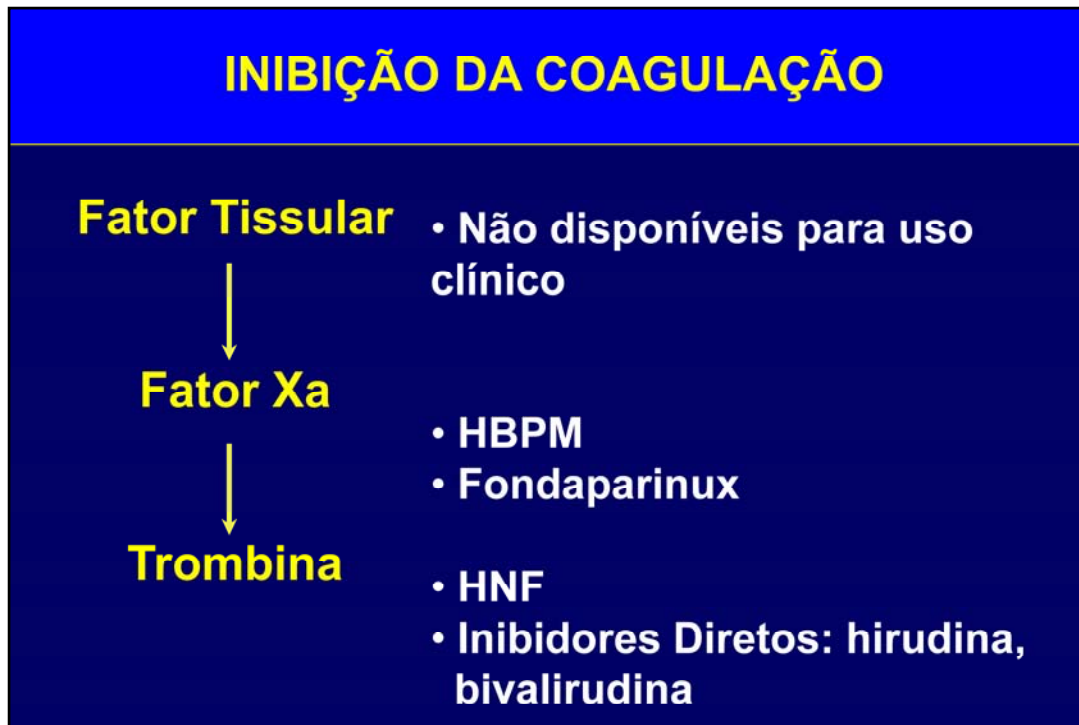 INIBIÇÃO DA COAGULAÇÃO
Fator Tissular
• Não disponíveis para uso
clínico
Fator Xa
• HBPM
• Fondaparinux
Trombina
• HNF
• Inibidores Diretos: hirudina,
bivalirudina